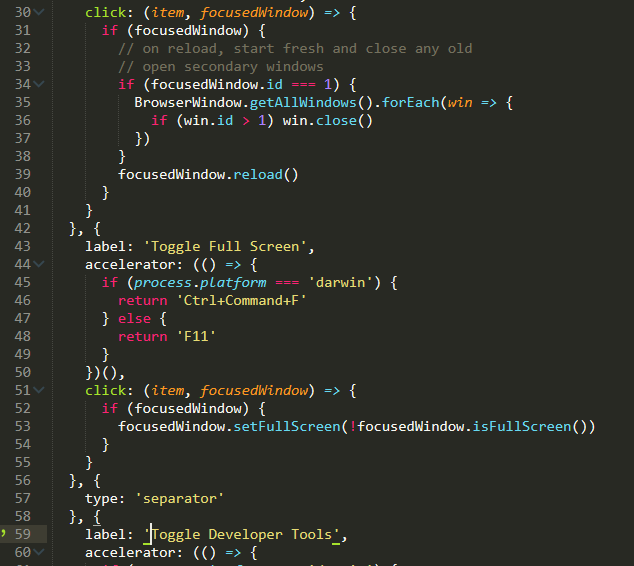 30 click: (item, focusedWindow) => {
31 if (focusedWindow) {
32 // on reload, start fresh and close any old
33 // open secondary windows
34 if (focusedWindow.id === 1) {
35 BrowserWindow.getAllWindows().forEach(win => {
36 if (win.id > 1) win.close()
37 })
38 }
39 focusedWindow.reload()
40 }
41 }
42 }, {
43 label: 'Toggle Full Screen',
44 accelerator: (() => {
45 if (process.platform === 'darwin') {
46 return 'Ctrl+Command+F'
47 } else {
48 return 'F11'
49 }
50 })(),
51 click: (item, focusedWindow) => {
52 if (focusedWindow) {
53 focusedWindow.setFullScreen(!focusedWindow.isFullScreen())
54 }
55 }
56 }, {
57 type: 'separator'
58 }, {
59 label: 'Toggle Developer Tools',
60 accelerator: (() => {